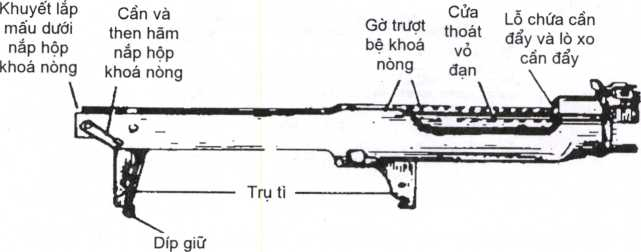 Khuyết lắp
mấu dưới
nắp hộp
khoá nòng
Cần và
then hãm
nắp hộp
khoá nòng
Gờ trượt
bệ khoá
nòng
Cửa
thoát
vỏ
đạn
Lỗ chứa cần
đẩy và lò xo
cần đẩy
Trụ tì
Díp giữ